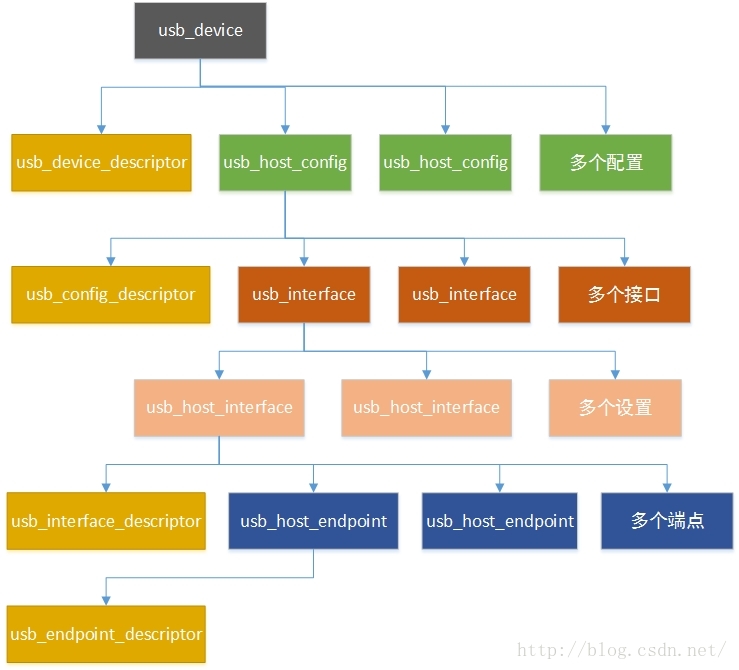 usb_device
usb_device_descriptor
usb_host_config
usb_host_config
多个配置
usb_config_descriptor
usb_interface
usb_interface
多个接口
usb_host_interface
usb_host_interface
多个设置
usb_interface_descriptor
usb_host_endpoint
usb_host_endpoint
多个端点
usb_endpoint_descriptor
http://blog.csdn.net/